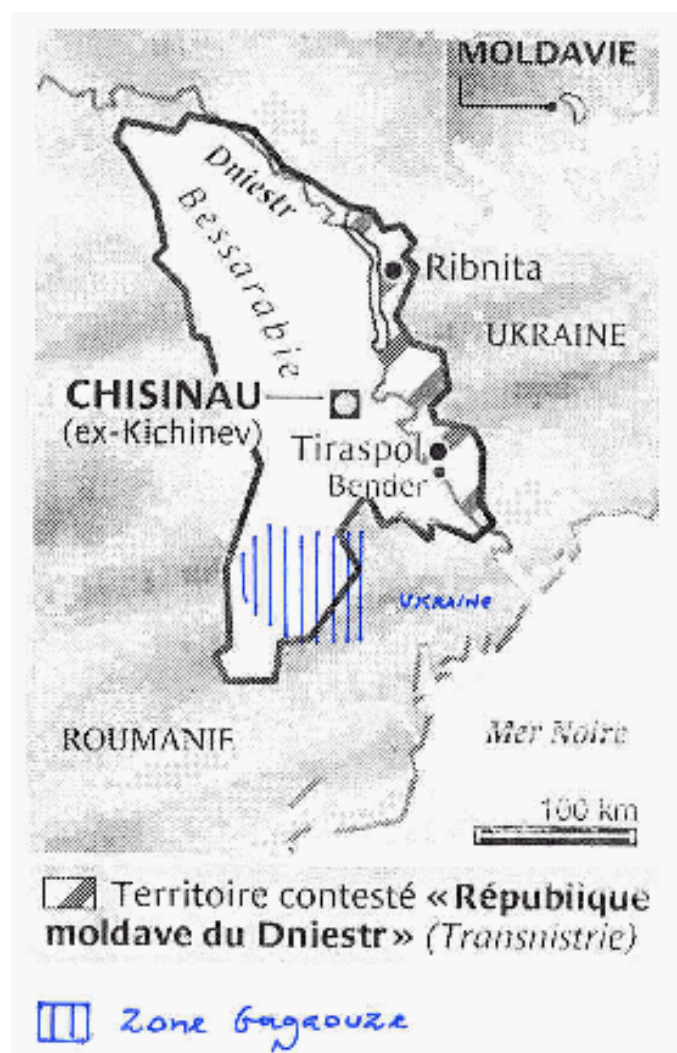 MOLDAVIE
Dniestr
Bessarabie
Ribnita
UKRAINE
CHISINAU
(ex-Kichinev)
Tiraspol
Bender
UKRAINE
ROUMANIE
Mer Noire
100 km
Territoire contesté «République
moldave du Dniestr» (Transnistrie)
Zone Gagaouze